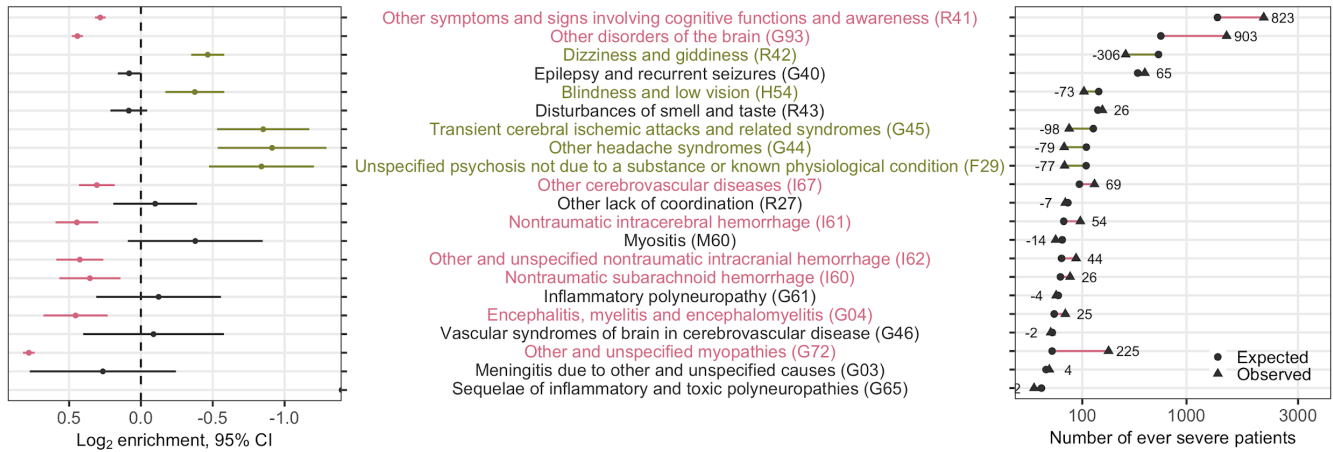 Other symptoms and signs involving cognitive functions and awareness (R41)
823
Other disorders of the brain (G93)
903
Dizziness and giddiness (R42)
-306
Epilepsy and recurrent seizures (G40)
65
Blindness and low vision (H54)
-73
Disturbances of smell and taste (R43)
26
Transient cerebral ischemic attacks and related syndromes (G45)
-98
Other headache syndromes (G44)
-79
Unspecified psychosis not due to a substance or known physiological condition (F29)
-77
Other cerebrovascular diseases (I67)
69
Other lack of coordination (R27)
-7
Nontraumatic intracerebral hemorrhage (I61)
54
Myositis (M60)
-14
Other and unspecified nontraumatic intracranial hemorrhage (I62)
44
Nontraumatic subarachnoid hemorrhage (I60)
26
Inflammatory polyneuropathy (G61)
-4
Encephalitis, myelitis and encephalomyelitis (G04)
25
Vascular syndromes of brain in cerebrovascular disease (G46)
-2
Other and unspecified myopathies (G72)
225
Meningitis due to other and unspecified causes (G03)
4
Sequelae of inflammatory and toxic polyneuropathies (G65)
2
Expected
Observed
0.5 0.0 -0.5 -1.0
Log2 enrichment, 95% CI
100 1000 3000
Number of ever severe patients